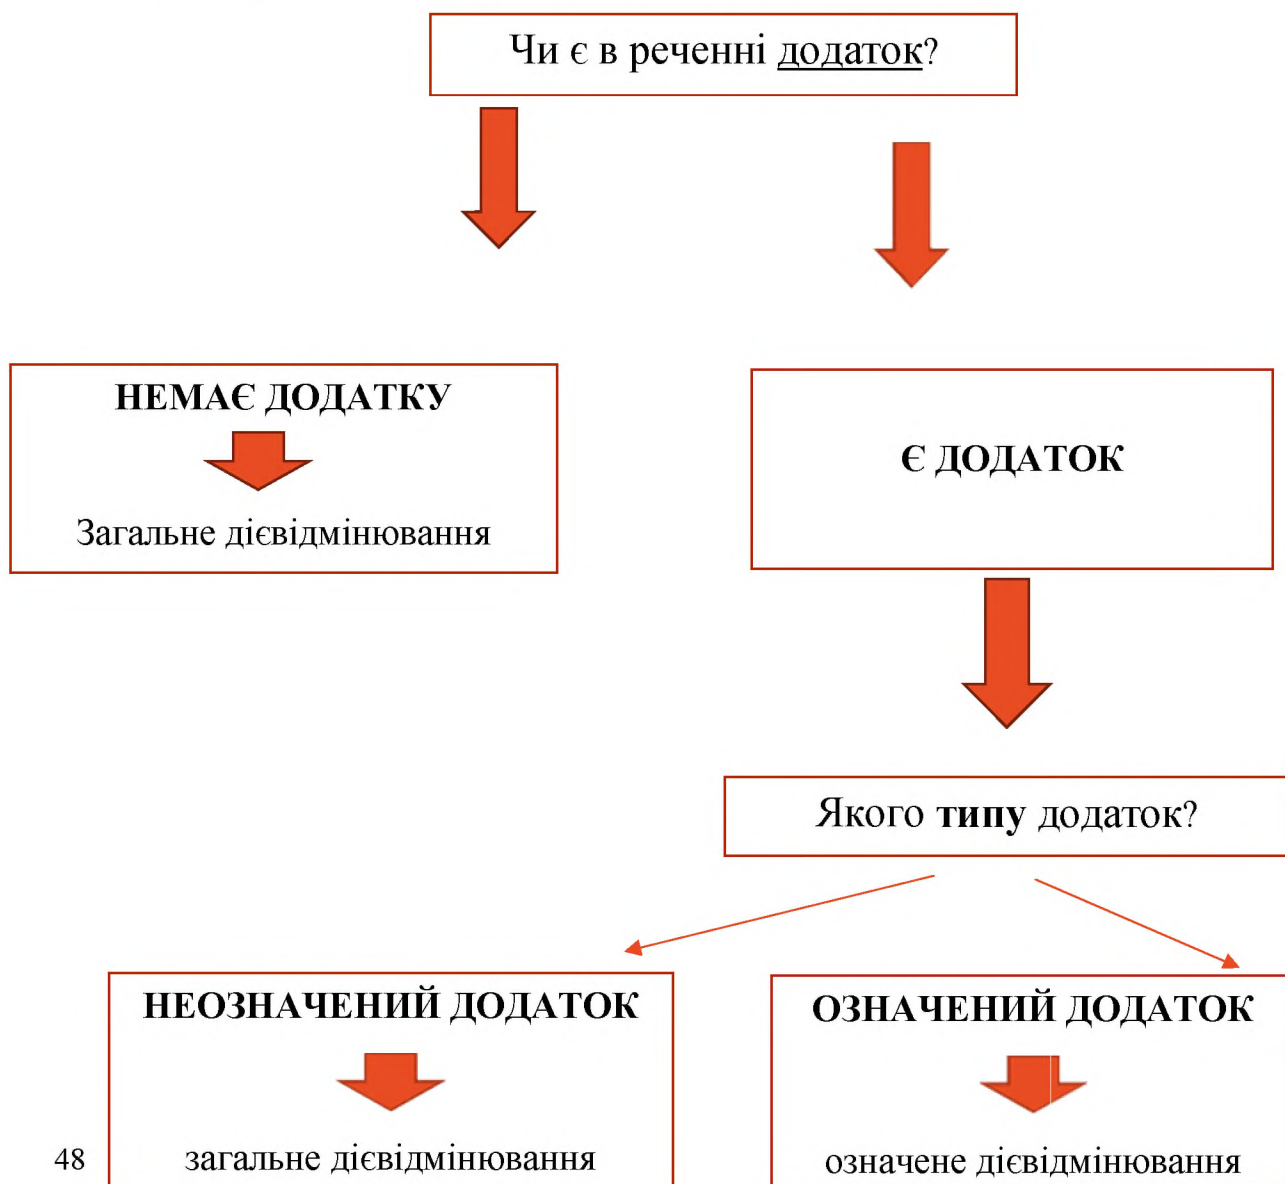 Чи є в реченні додаток?
НЕМАЄ ДОДАТКУ
Загальне дієвідмінювання
Є ДОДАТОК
Якого типу додаток?
НЕОЗНАЧЕНИЙ ДОДАТОК
загальне дієвідмінювання
ОЗНАЧЕНИЙ ДОДАТОК
означене дієвідмінювання
48